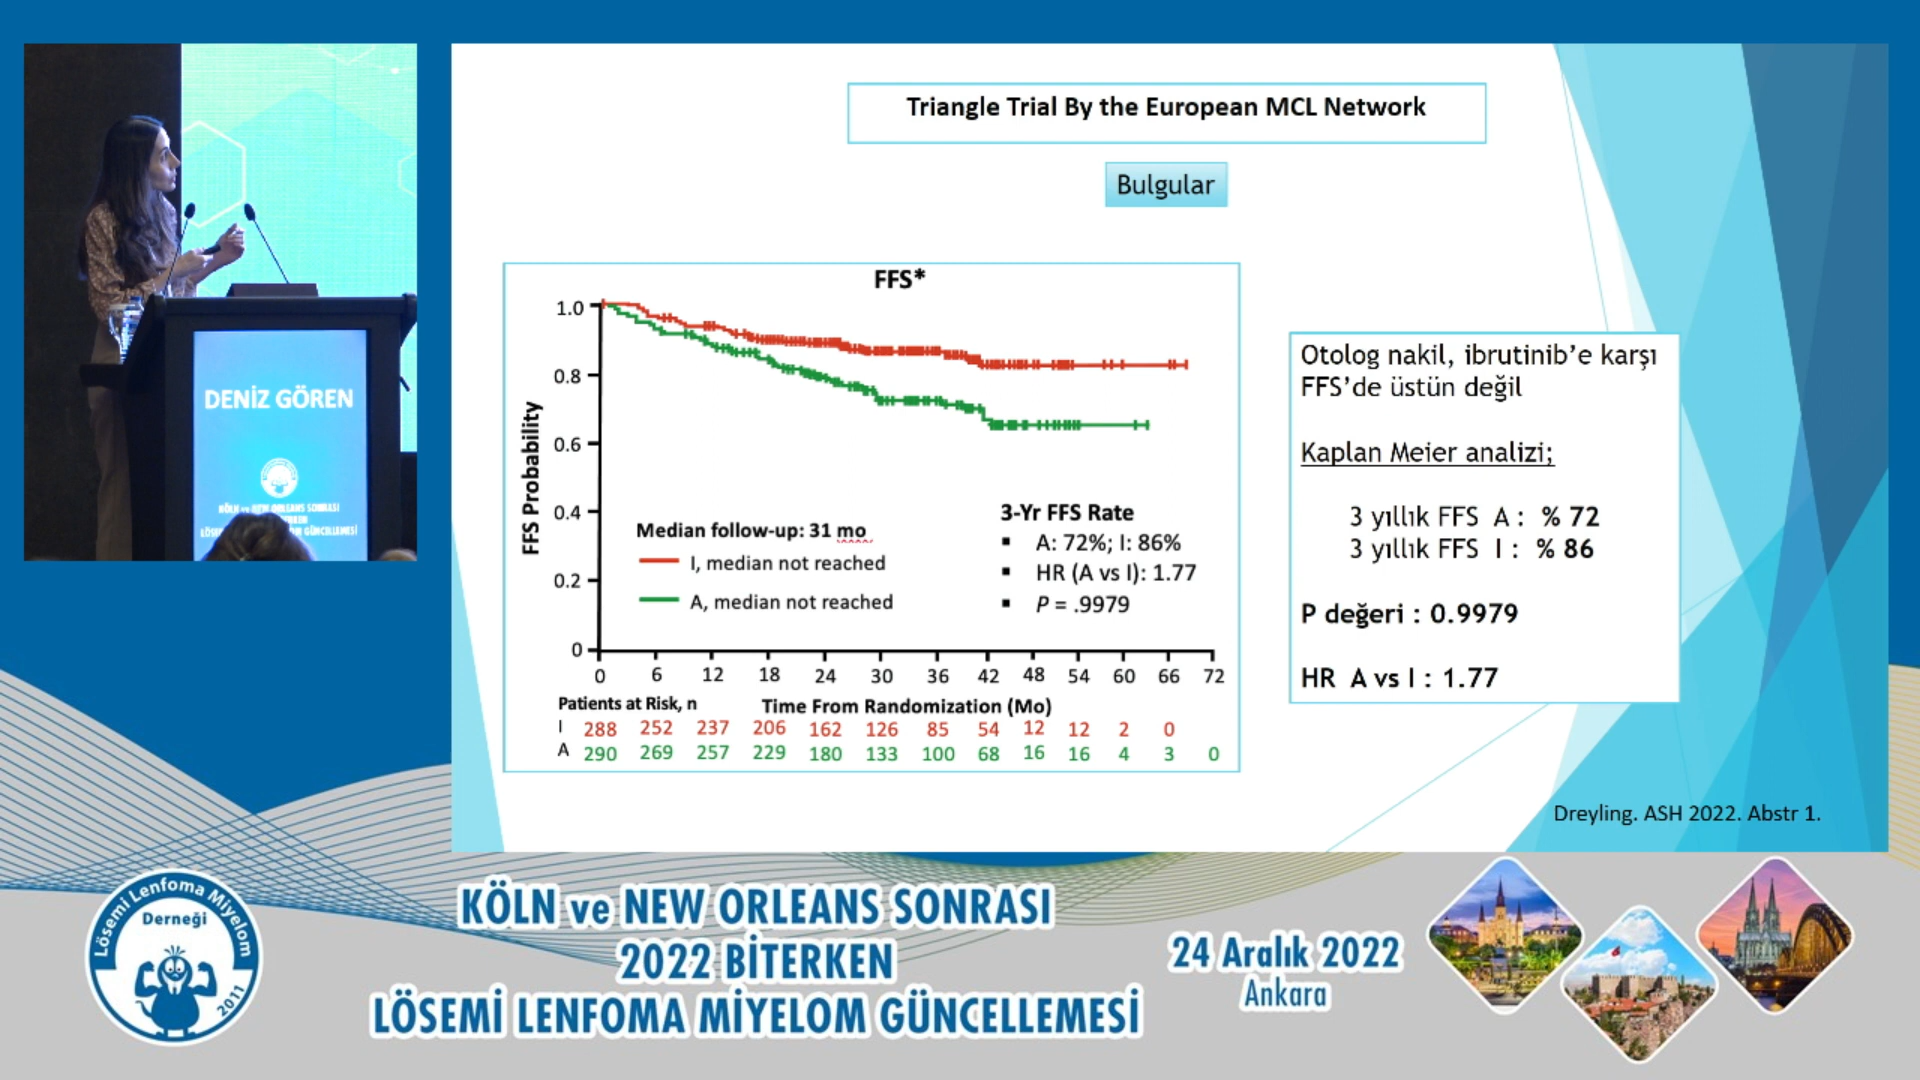 Triangle Trial By the European MCL Network
Bulgular
FFS*
FFS Probability
1.0
0.8
0.6
0.4
0.2
0
0 6 12 18 24 30 36 42 48 54 60 66 72
Time From Randomization (Mo)
Median follow-up: 31 mo
I, median not reached
A, median not reached
3-Yr FFS Rate
A: 72%; I: 86%
HR (A vs I): 1.77
P = .9979
Patients at Risk, n
I 288 252 237 206 162 126 85 54 12 12 2 0
A 290 269 257 229 180 133 100 68 16 16 4 3 0
Otolog nakil, ibrutinib’e karşı
FFS’de üstün değil
Kaplan Meier analizi;
3 yıllık FFS A : % 72
3 yıllık FFS I : % 86
P değeri : 0.9979
HR A vs I : 1.77
Dreyling. ASH 2022. Abstr 1.
DENİZ GÖREN
KÖLN ve NEW ORLEANS SONRASI
GÜNCELLEMESİ
Lösemi Lenfoma Miyelom
Derneği
2011
KÖLN ve NEW ORLEANS SONRASI
2022 BİTERKEN
LÖSEMİ LENFOMA MİYELOM GÜNCELLEMESİ
24 Aralık 2022
Ankara